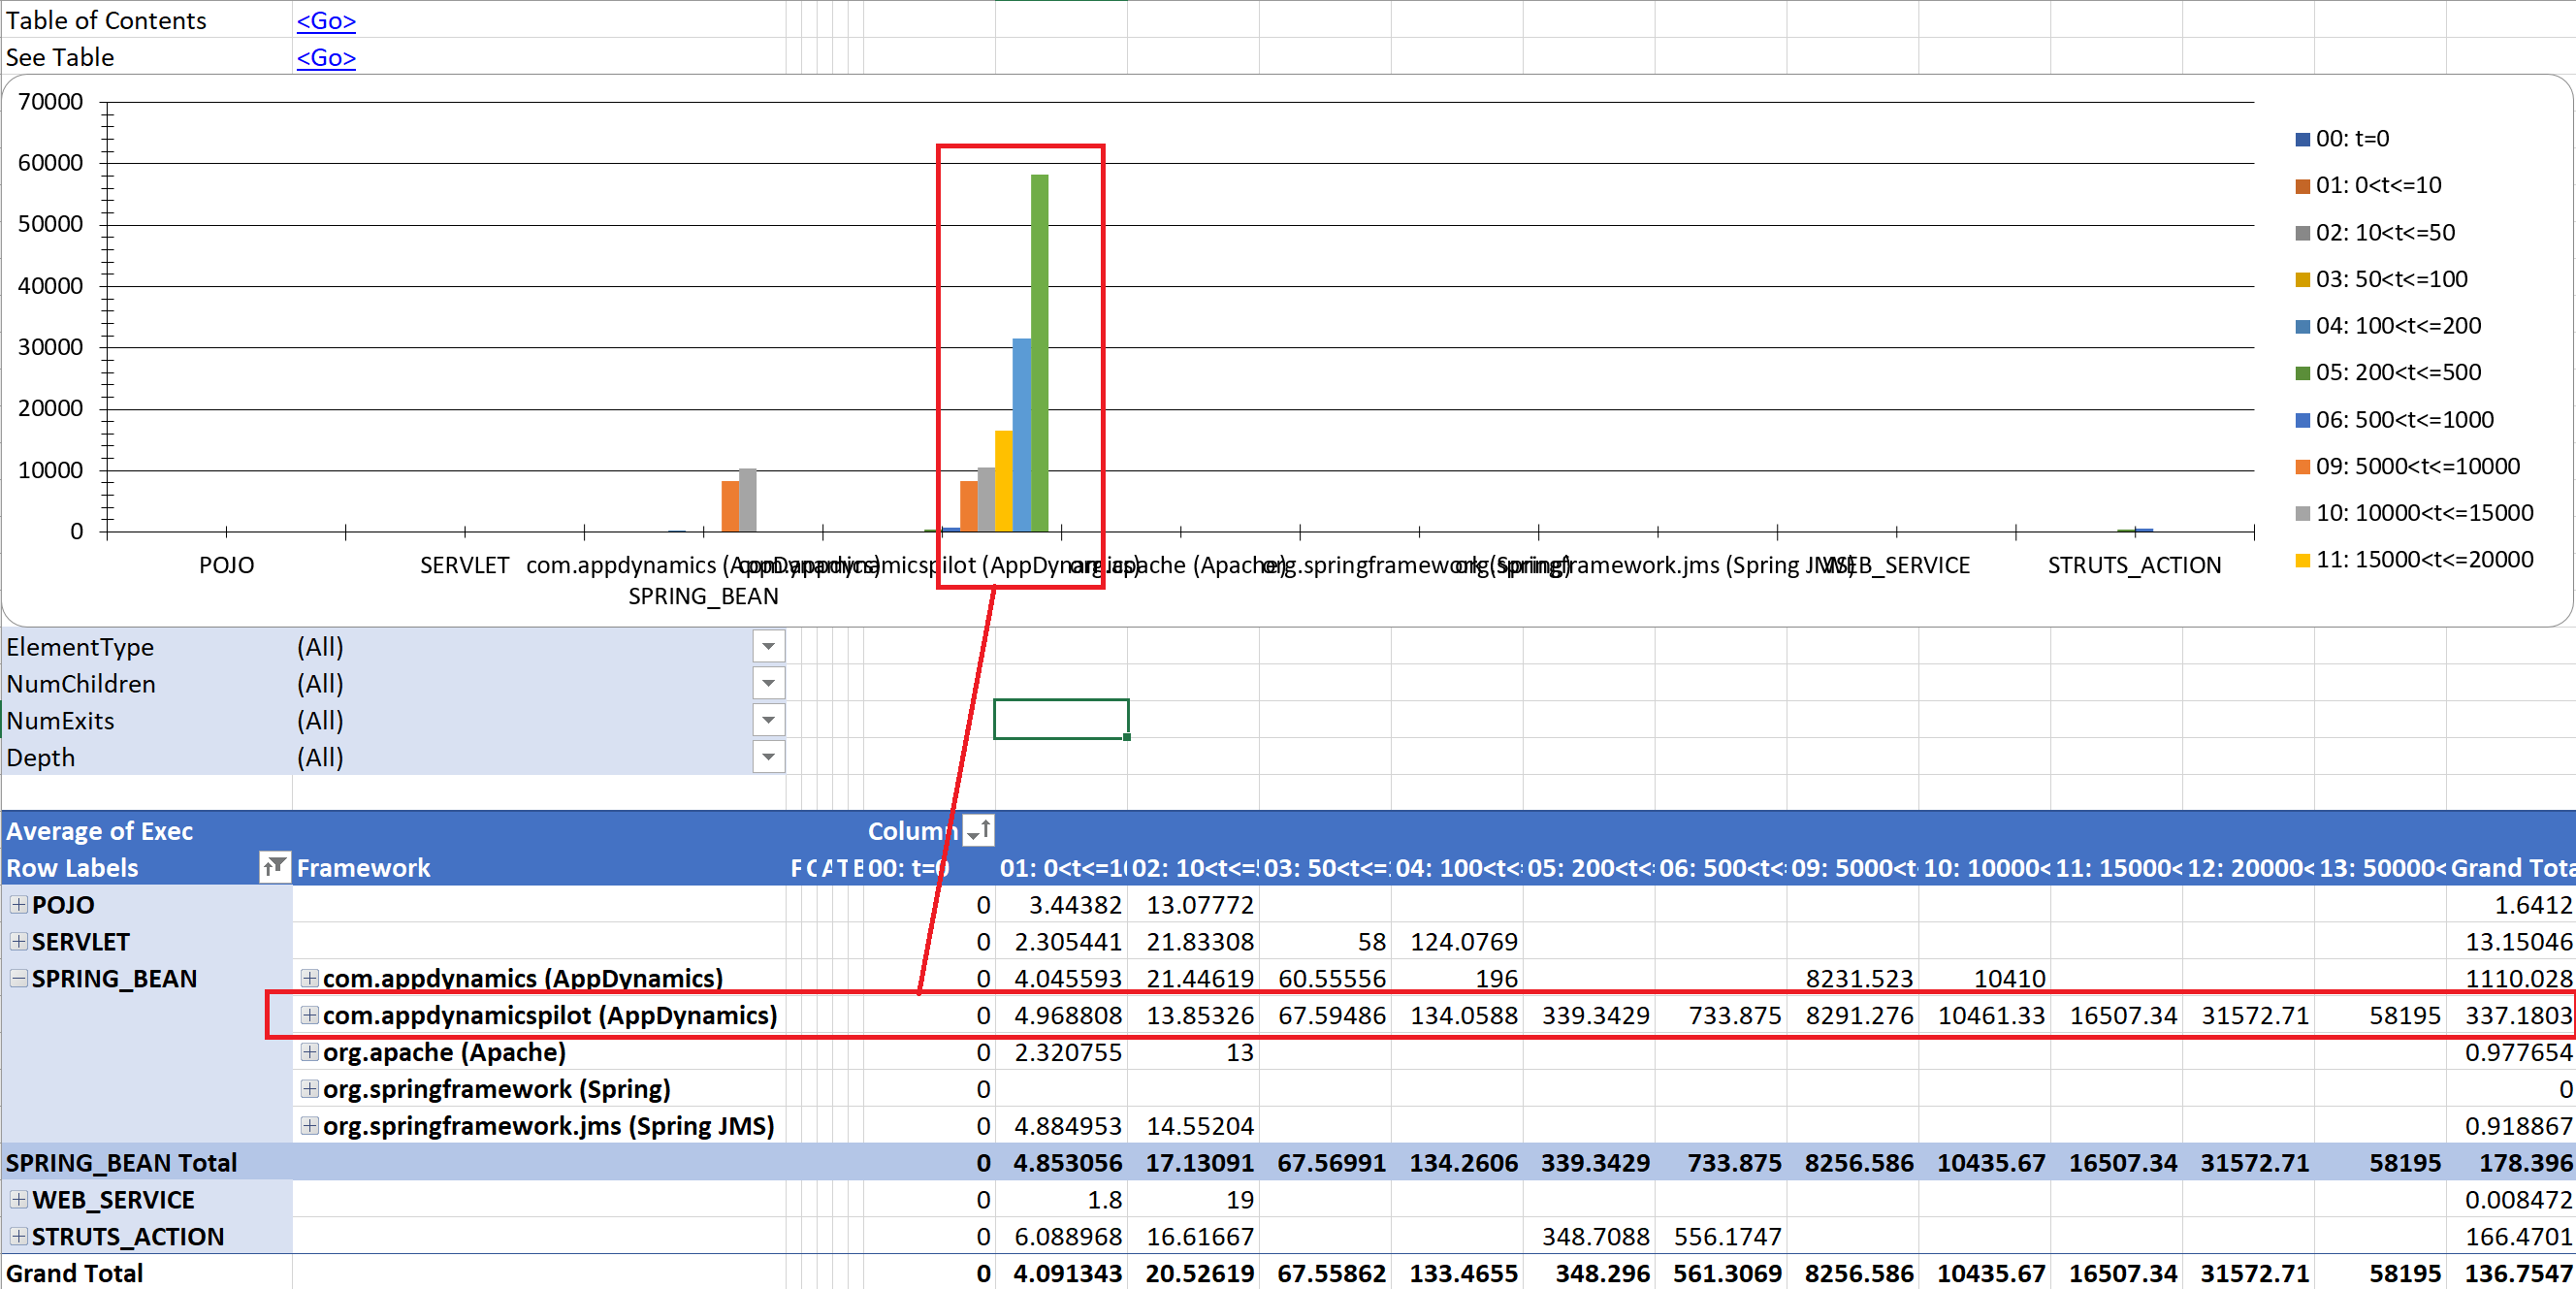 Table of Contents <Go>
See Table <Go>
70000
60000
50000
40000
30000
20000
10000
0
00: t=0
01: 0<t<=10
02: 10<t<=50
03: 50<t<=100
04: 100<t<=200
05: 200<t<=500
06: 500<t<=1000
09: 5000<t<=10000
10: 10000<t<=15000
11: 15000<t<=20000
POJO SERVLET com.appdynamics (AppDynamics) com.appdynamicspilot (AppDynamics) org.apache (Apache) org.springframework (Spring) org.springframework.jms (Spring JMS) WEB_SERVICE STRUTS_ACTION
SPRING_BEAN
ElementType (All)
NumChildren (All)
NumExits (All)
Depth (All)
Average of Exec Column
Row Labels Framework F C A T B 00: t=0 01: 0<t<=10 02: 10<t<= 03: 50<t<= 04: 100<t<= 05: 200<t<= 06: 500<t<= 09: 5000<t 10: 10000< 11: 15000< 12: 20000< 13: 50000< Grand Tota
POJO 0 3.44382 13.07772 1.6412
SERVLET 0 2.305441 21.83308 58 124.0769 13.15046
SPRING_BEAN com.appdynamics (AppDynamics) 0 4.045593 21.44619 60.55556 196 8231.523 10410 1110.028
com.appdynamicspilot (AppDynamics) 0 4.968808 13.85326 67.59486 134.0588 339.3429 733.875 8291.276 10461.33 16507.34 31572.71 58195 337.1803
org.apache (Apache) 0 2.320755 13 0.977654
org.springframework (Spring) 0 0
org.springframework.jms (Spring JMS) 0 4.884953 14.55204 0.918867
SPRING_BEAN Total 0 4.853056 17.13091 67.56991 134.2606 339.3429 733.875 8256.586 10435.67 16507.34 31572.71 58195 178.396
WEB_SERVICE 0 1.8 19 0.008472
STRUTS_ACTION 0 6.088968 16.61667 348.7088 556.1747 166.4701
Grand Total 0 4.091343 20.52619 67.55862 133.4655 348.296 561.3069 8256.586 10435.67 16507.34 31572.71 58195 136.7547